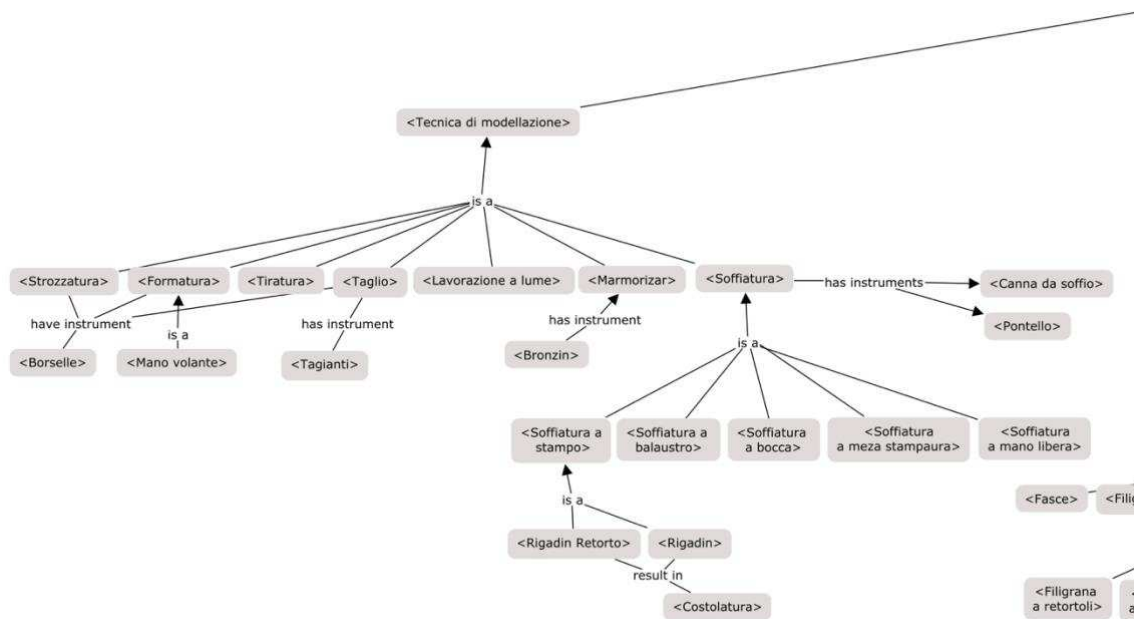 <Tecnica di modellazione>
is a
<Strozzatura>
<Formatura>
<Tiratura>
<Taglio>
<Lavorazione a lume>
<Marmorizar>
<Soffiatura>
has instruments
<Canna da soffio>
<Pontello>
have instrument
is a
has instrument
has instrument
<Borselle>
<Mano volante>
<Tagianti>
<Bronzin>
is a
<Soffiatura a
stampo>
<Soffiatura a
balaustro>
<Soffiatura
a bocca>
<Soffiatura
a meza stampaura>
<Soffiatura
a mano libera>
is a
<Fasce>
<Filig
<Rigadin Retorto>
<Rigadin>
result in
<Costolatura>
<Filigrana
a retortoli>
<
a